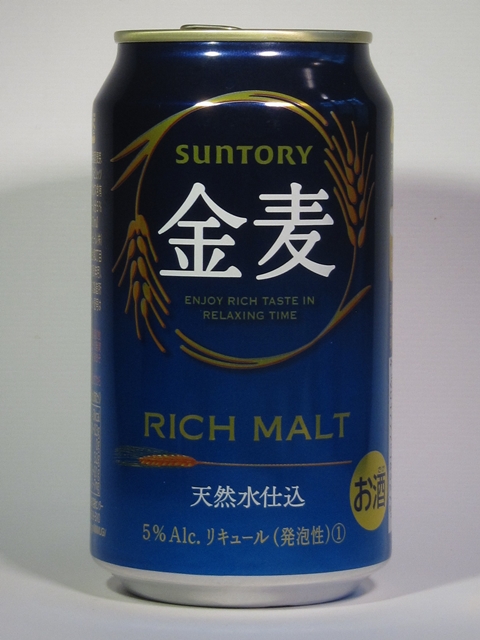 SUNTORY
金麦
ENJOY RICH TASTE IN
RELAXING TIME
RICH MALT
天然水仕込
お酒
5% Alc. リキュール(発泡性)①